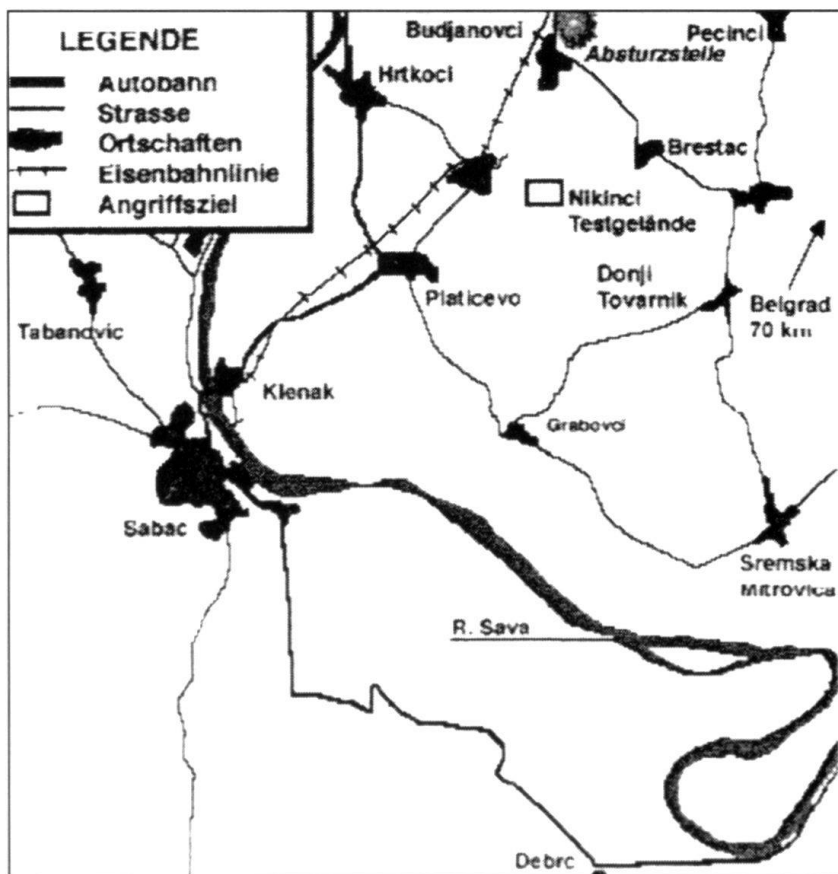 LEGENDE
Autobahn
Strasse
Ortschaften
Eisenbahnlinie
Angriffsziel
Budjanovci
Pecinci
Absturzstelle
Hrtkoci
Brestac
Nikinci
Testgelände
Donji
Tovarnik
Belgrad
70 km
Platicevo
Tabanovic
Klenak
Grabovci
Sabac
Sremska
Mitrovica
R. Sava
Debrc